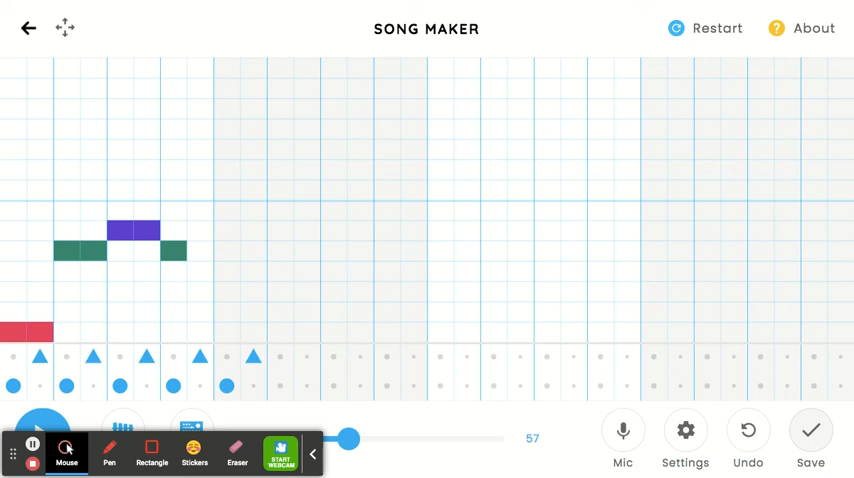 SONG MAKER
Restart
? About
57
Mic
Settings
Undo
Save
Mouse
Pen
Rectangle
Stickers
Eraser
START
WEBCAM